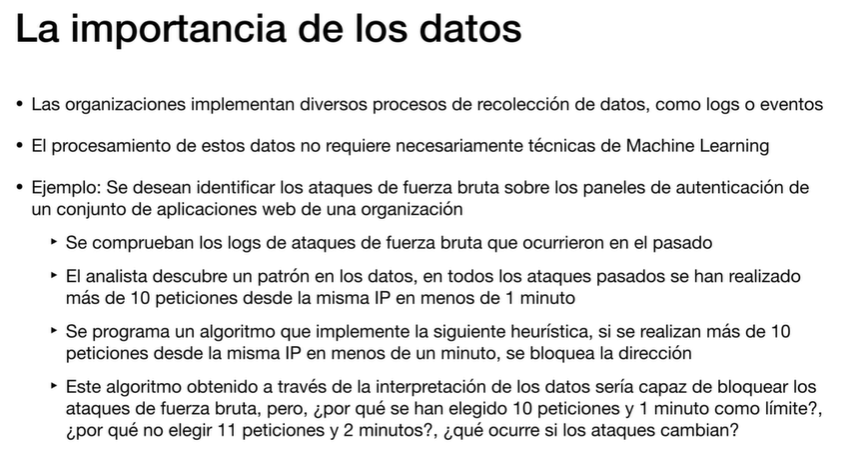 La importancia de los datos
• Las organizaciones implementan diversos procesos de recolección de datos, como logs o eventos
• El procesamiento de estos datos no requiere necesariamente técnicas de Machine Learning
• Ejemplo: Se desean identificar los ataques de fuerza bruta sobre los paneles de autenticación de
un conjunto de aplicaciones web de una organización
‣ Se comprueban los logs de ataques de fuerza bruta que ocurrieron en el pasado
‣ El analista descubre un patrón en los datos, en todos los ataques pasados se han realizado
más de 10 peticiones desde la misma IP en menos de 1 minuto
‣ Se programa un algoritmo que implemente la siguiente heurística, si se realizan más de 10
peticiones desde la misma IP en menos de un minuto, se bloquea la dirección
‣ Este algoritmo obtenido a través de la interpretación de los datos sería capaz de bloquear los
ataques de fuerza bruta, pero, ¿por qué se han elegido 10 peticiones y 1 minuto como límite?,
¿por qué no elegir 11 peticiones y 2 minutos?, ¿qué ocurre si los ataques cambian?